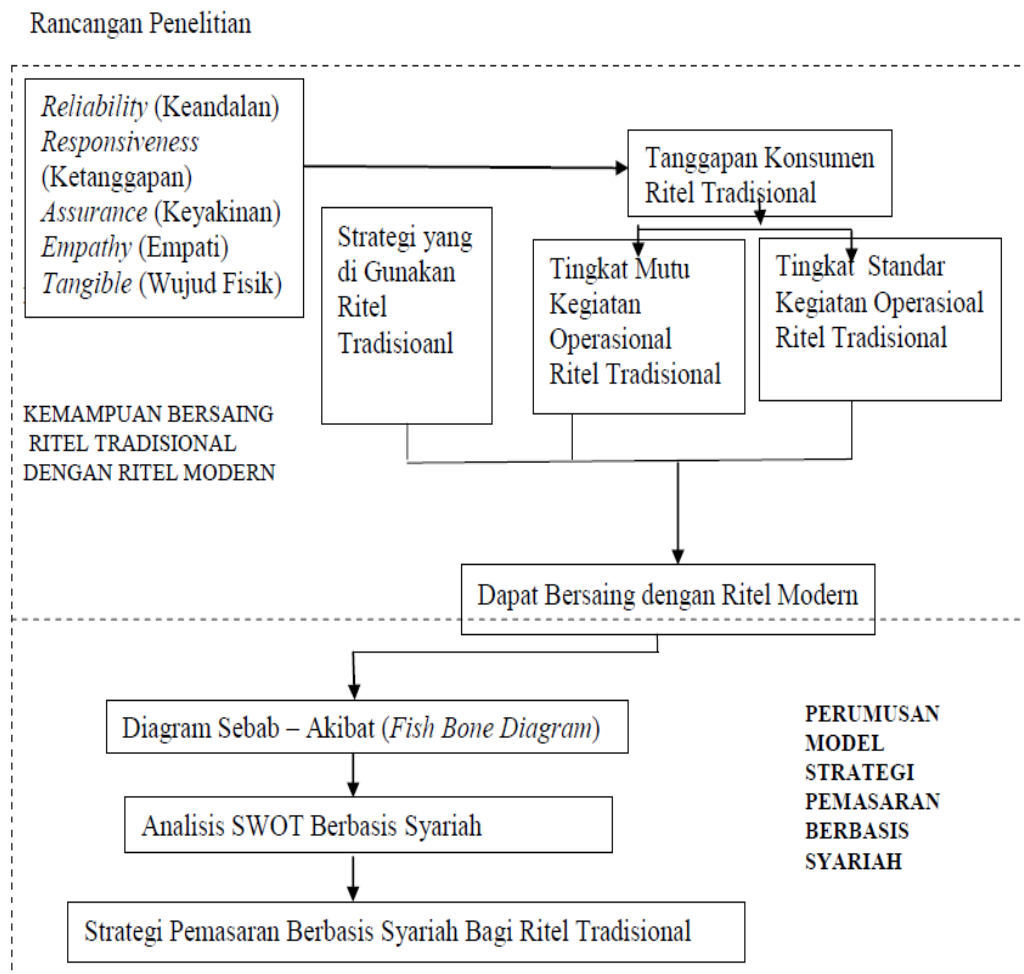 Rancangan Penelitian
Reliability (Keandalan)
Responsiveness
(Ketanggapan)
Assurance (Keyakinan)
Empathy (Empati)
Tangible (Wujud Fisik)
Tanggapan Konsumen
Ritel Tradisional
Strategi yang
di Gunakan
Ritel
Tradisioanl
Tingkat Mutu
Kegiatan
Operasional
Ritel Tradisional
Tingkat Standar
Kegiatan Operasioal
Ritel Tradisional
KEMAMPUAN BERSAING
RITEL TRADISIONAL
DENGAN RITEL MODERN
Dapat Bersaing dengan Ritel Modern
Diagram Sebab – Akibat (Fish Bone Diagram)
Analisis SWOT Berbasis Syariah
Strategi Pemasaran Berbasis Syariah Bagi Ritel Tradisional
PERUMUSAN
MODEL
STRATEGI
PEMASARAN
BERBASIS
SYARIAH